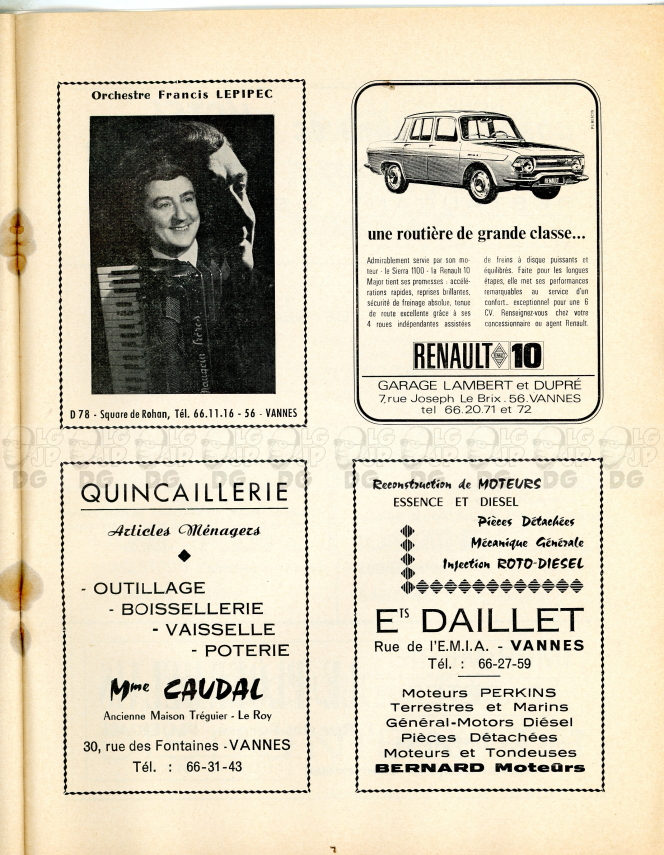 Orchestre Francis LEPIPEC
D 78 - Square de Rohan, Tél. 66.11.16 - 56 - VANNES
une routière de grande classe...
Admirablement servie par son mo-
teur - le Sierra 1100 - la Renault 10
Major tient ses promesses : accélé-
rations rapides, reprises brillantes,
sécurité de freinage absolue, tenue
de route excellente grâce à ses
4 roues indépendantes assistées
de freins à disque puissants et
équilibrés. Faite pour les longues
étapes, elle met ses performances
remarquables au service d'un
confort... exceptionnel pour une 6
CV. Renseignez-vous chez votre
concessionnaire ou agent Renault.
RENAULT 10
GARAGE LAMBERT et DUPRÉ
7, rue Joseph Le Brix . 56. VANNES
tel 66.20.71 et 72
QUINCAILLERIE
Articles Ménagers
- OUTILLAGE
- BOISSELLERIE
- VAISSELLE
- POTERIE
Mme CAUDAL
Ancienne Maison Tréguier - Le Roy
30, rue des Fontaines - VANNES
Tél. : 66-31-43
Reconstruction de MOTEURS
ESSENCE ET DIESEL
Pièces Détachées
Mécanique Générale
Injection ROTO-DIESEL
Ets DAILLET
Rue de l'E.M.I.A. - VANNES
Tél. : 66-27-59
Moteurs PERKINS
Terrestres et Marins
Général-Motors Diésel
Pièces Détachées
Moteurs et Tondeuses
BERNARD Moteûrs
7